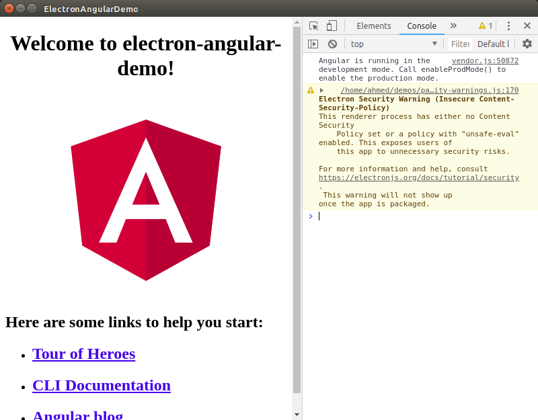 ElectronAngularDemo
Welcome to electron-angular-
demo!
A
Here are some links to help you start:
Tour of Heroes
CLI Documentation
Angular blog
Elements
Console
1
top
Filter
Default l
Angular is running in the vendor.js:50872
development mode. Call enableProdMode() to
enable the production mode.
/home/ahmed/demos/pa…ity-warnings.js:170
Electron Security Warning (Insecure Content-
Security-Policy)
This renderer process has either no Content
Security
Policy set or a policy with "unsafe-eval"
enabled. This exposes users of
this app to unnecessary security risks.
For more information and help, consult
https://electronjs.org/docs/tutorial/security
.
This warning will not show up
once the app is packaged.